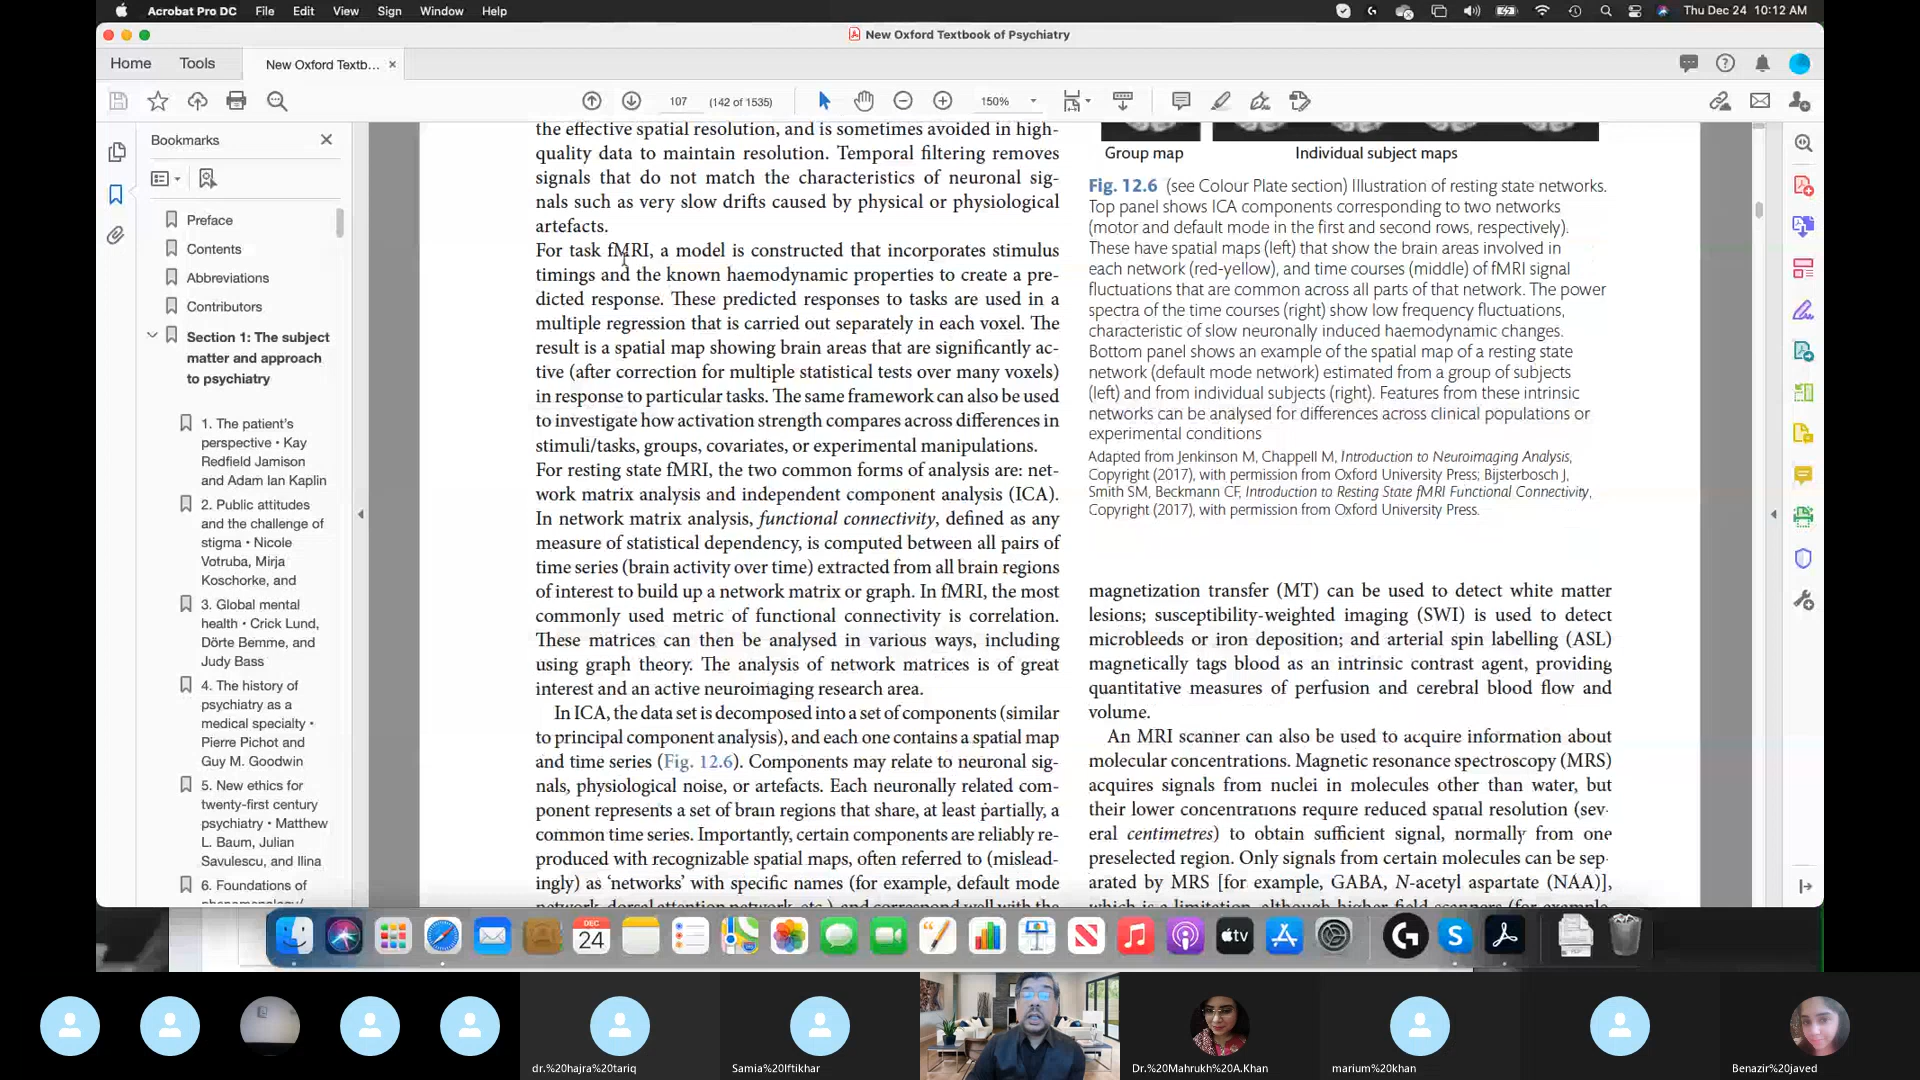 Acrobat Pro DC File Edit View Sign Window Help
Thu Dec 24 10:12 AM
New Oxford Textbook of Psychiatry
Home Tools New Oxford Textb... ×
107 (142 of 1535) 150%
Bookmarks
Preface
Contents
Abbreviations
Contributors
Section 1: The subject
matter and approach
to psychiatry
1. The patient's
perspective • Kay
Redfield Jamison
and Adam Ian Kaplin
2. Public attitudes
and the challenge of
stigma • Nicole
Votruba, Mirja
Koschorke, and
3. Global mental
health • Crick Lund,
Dörte Bemme, and
Judy Bass
4. The history of
psychiatry as a
medical specialty •
Pierre Pichot and
Guy M. Goodwin
5. New ethics for
twenty-first century
psychiatry • Matthew
L. Baum, Julian
Savulescu, and Ilina
6. Foundations of
phenomenology/
the effective spatial resolution, and is sometimes avoided in high-
quality data to maintain resolution. Temporal filtering removes
signals that do not match the characteristics of neuronal sig-
nals such as very slow drifts caused by physical or physiological
artefacts.
For task fMRI, a model is constructed that incorporates stimulus
timings and the known haemodynamic properties to create a pre-
dicted response. These predicted responses to tasks are used in a
multiple regression that is carried out separately in each voxel. The
result is a spatial map showing brain areas that are significantly ac-
tive (after correction for multiple statistical tests over many voxels)
in response to particular tasks. The same framework can also be used
to investigate how activation strength compares across differences in
stimuli/tasks, groups, covariates, or experimental manipulations.
For resting state fMRI, the two common forms of analysis are: net-
work matrix analysis and independent component analysis (ICA).
In network matrix analysis, functional connectivity, defined as any
measure of statistical dependency, is computed between all pairs of
time series (brain activity over time) extracted from all brain regions
of interest to build up a network matrix or graph. In fMRI, the most
commonly used metric of functional connectivity is correlation.
These matrices can then be analysed in various ways, including
using graph theory. The analysis of network matrices is of great
interest and an active neuroimaging research area.
In ICA, the data set is decomposed into a set of components (similar
to principal component analysis), and each one contains a spatial map
and time series (Fig. 12.6). Components may relate to neuronal sig-
nals, physiological noise, or artefacts. Each neuronally related com-
ponent represents a set of brain regions that share, at least partially, a
common time series. Importantly, certain components are reliably re-
produced with recognizable spatial maps, often referred to (mislead-
ingly) as 'networks' with specific names (for example, default mode
network, dorsal attention network, etc.) and correspond well with the
Group map Individual subject maps
Fig. 12.6 (see Colour Plate section) Illustration of resting state networks.
Top panel shows ICA components corresponding to two networks
(motor and default mode in the first and second rows, respectively).
These have spatial maps (left) that show the brain areas involved in
each network (red-yellow), and time courses (middle) of fMRI signal
fluctuations that are common across all parts of that network. The power
spectra of the time courses (right) show low frequency fluctuations,
characteristic of slow neuronally induced haemodynamic changes.
Bottom panel shows an example of the spatial map of a resting state
network (default mode network) estimated from a group of subjects
(left) and from individual subjects (right). Features from these intrinsic
networks can be analysed for differences across clinical populations or
experimental conditions
Adapted from Jenkinson M, Chappell M, Introduction to Neuroimaging Analysis,
Copyright (2017), with permission from Oxford University Press; Bijsterbosch J,
Smith SM, Beckmann CF, Introduction to Resting State fMRI Functional Connectivity,
Copyright (2017), with permission from Oxford University Press.
magnetization transfer (MT) can be used to detect white matter
lesions; susceptibility-weighted imaging (SWI) is used to detect
microbleeds or iron deposition; and arterial spin labelling (ASL)
magnetically tags blood as an intrinsic contrast agent, providing
quantitative measures of perfusion and cerebral blood flow and
volume.
An MRI scanner can also be used to acquire information about
molecular concentrations. Magnetic resonance spectroscopy (MRS)
acquires signals from nuclei in molecules other than water, but
their lower concentrations require reduced spatial resolution (sev-
eral centimetres) to obtain sufficient signal, normally from one
preselected region. Only signals from certain molecules can be sep-
arated by MRS [for example, GABA, N-acetyl aspartate (NAA)],
which is a limitation, although higher field scanners (for example
DEC
24
tv
dr.%20hajra%20tariq
Samia%20Iftikhar
Dr.%20Mahrukh%20A.Khan
marium%20khan
Benazir%20javed